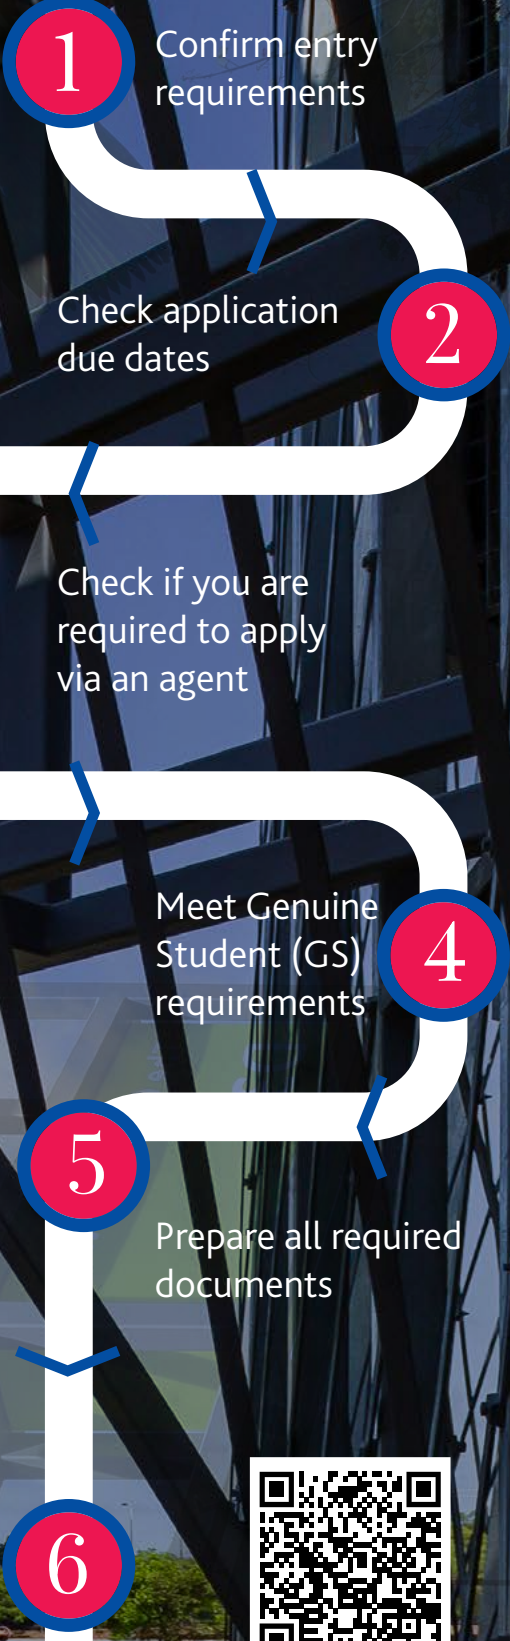 1
Confirm entry
requirements
Check application
due dates
2
Check if you are
required to apply
via an agent
Meet Genuine
Student (GS)
requirements
4
5
Prepare all required
documents
6